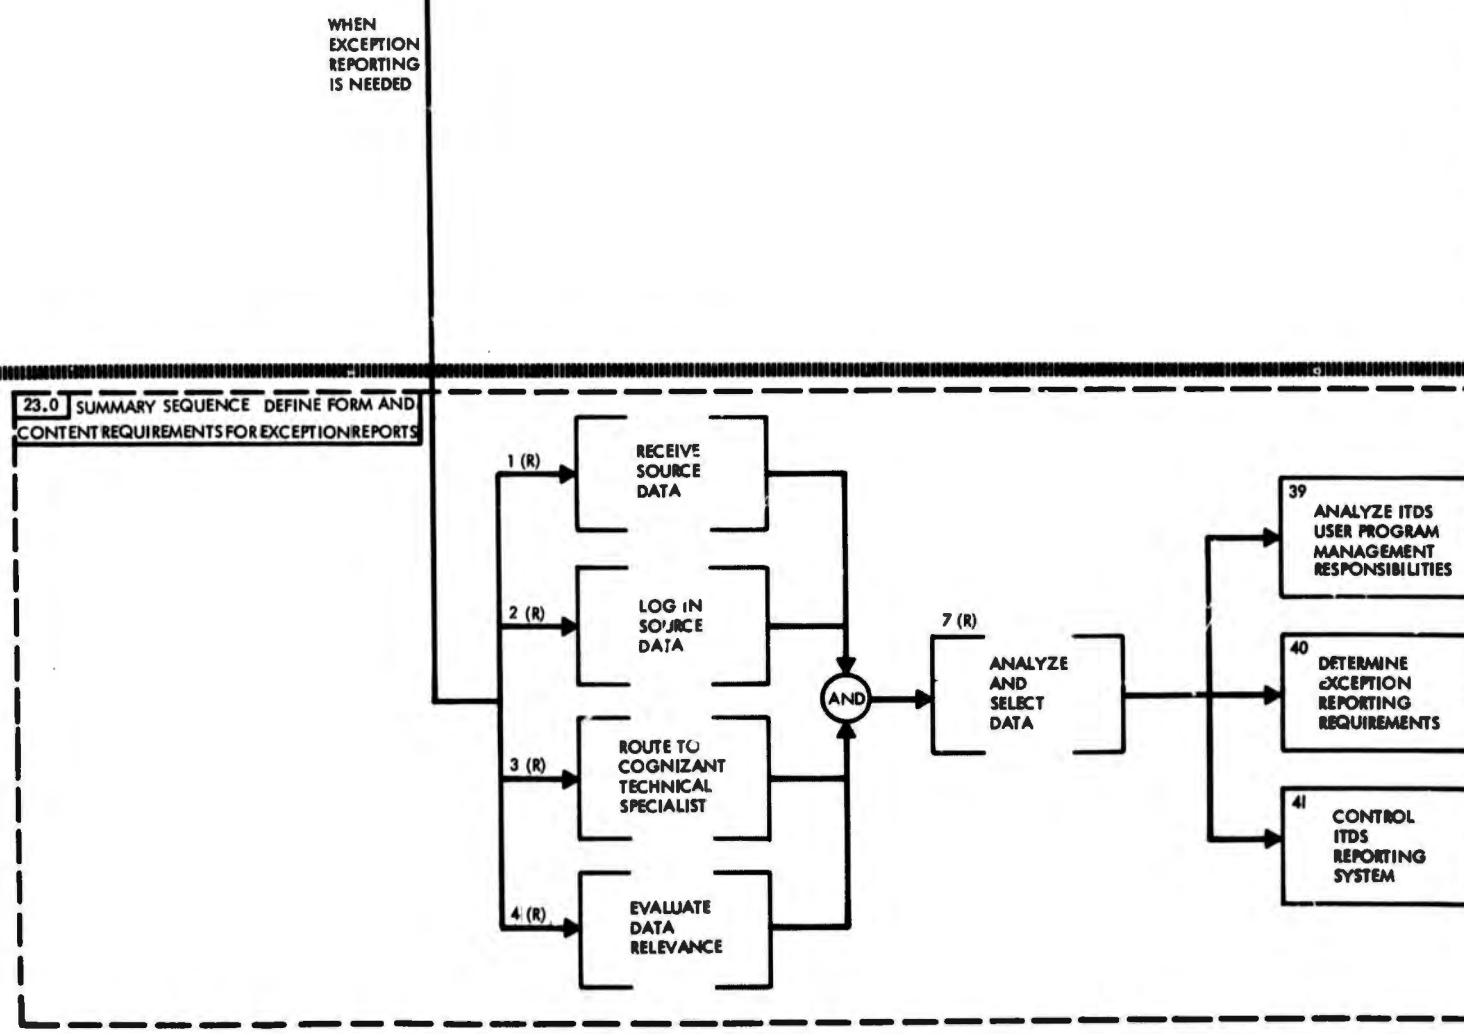 WHEN
EXCEPTION
REPORTING
IS NEEDED
23.0 SUMMARY SEQUENCE DEFINE FORM AND
CONTENT REQUIREMENTS FOR EXCEPTION REPORTS
1 (R)
RECEIVE
SOURCE
DATA
2 (R)
LOG IN
SOURCE
DATA
3 (R)
ROUTE TO
COGNIZANT
TECHNICAL
SPECIALIST
4 (R)
EVALUATE
DATA
RELEVANCE
AND
7 (R)
ANALYZE
AND
SELECT
DATA
39
ANALYZE ITDS
USER PROGRAM
MANAGEMENT
RESPONSIBILITIES
40
DETERMINE
EXCEPTION
REPORTING
REQUIREMENTS
41
CONTROL
ITDS
REPORTING
SYSTEM